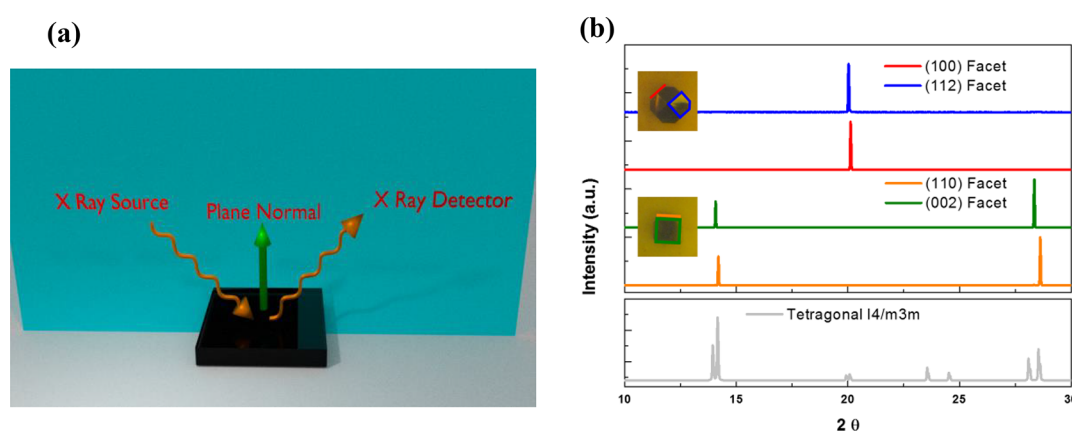 (a)
X Ray Source
Plane Normal
X Ray Detector
(b)
(100) Facet
(112) Facet
(110) Facet
(002) Facet
Tetragonal I4/m3m
Intensity (a.u.)
10
15
20
25
30
2 θ